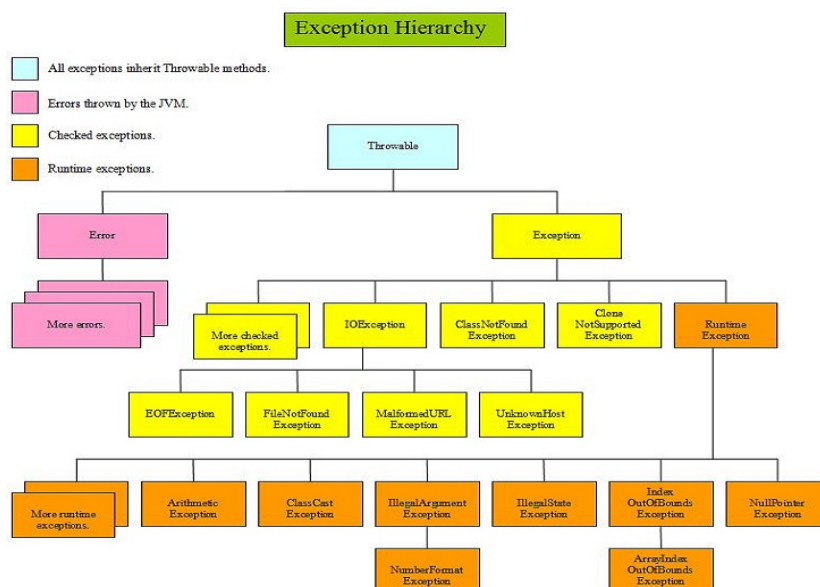 Exception Hierarchy
All exceptions inherit Throwable methods.
Errors thrown by the JVM.
Checked exceptions.
Runtime exceptions.
Throwable
Error
Exception
More errors.
More checked
exceptions.
IOException
ClassNotFound
Exception
Clone
NotSupported
Exception
Runtime
Exception
EOFException
FileNotFound
Exception
MalformedURL
Exception
UnknownHost
Exception
More runtime
exceptions.
Arithmetic
Exception
ClassCast
Exception
IllegalArgument
Exception
IllegalState
Exception
Index
OutOfBounds
Exception
NullPointer
Exception
NumberFormat
Exception
ArrayIndex
OutOfBounds
Exception